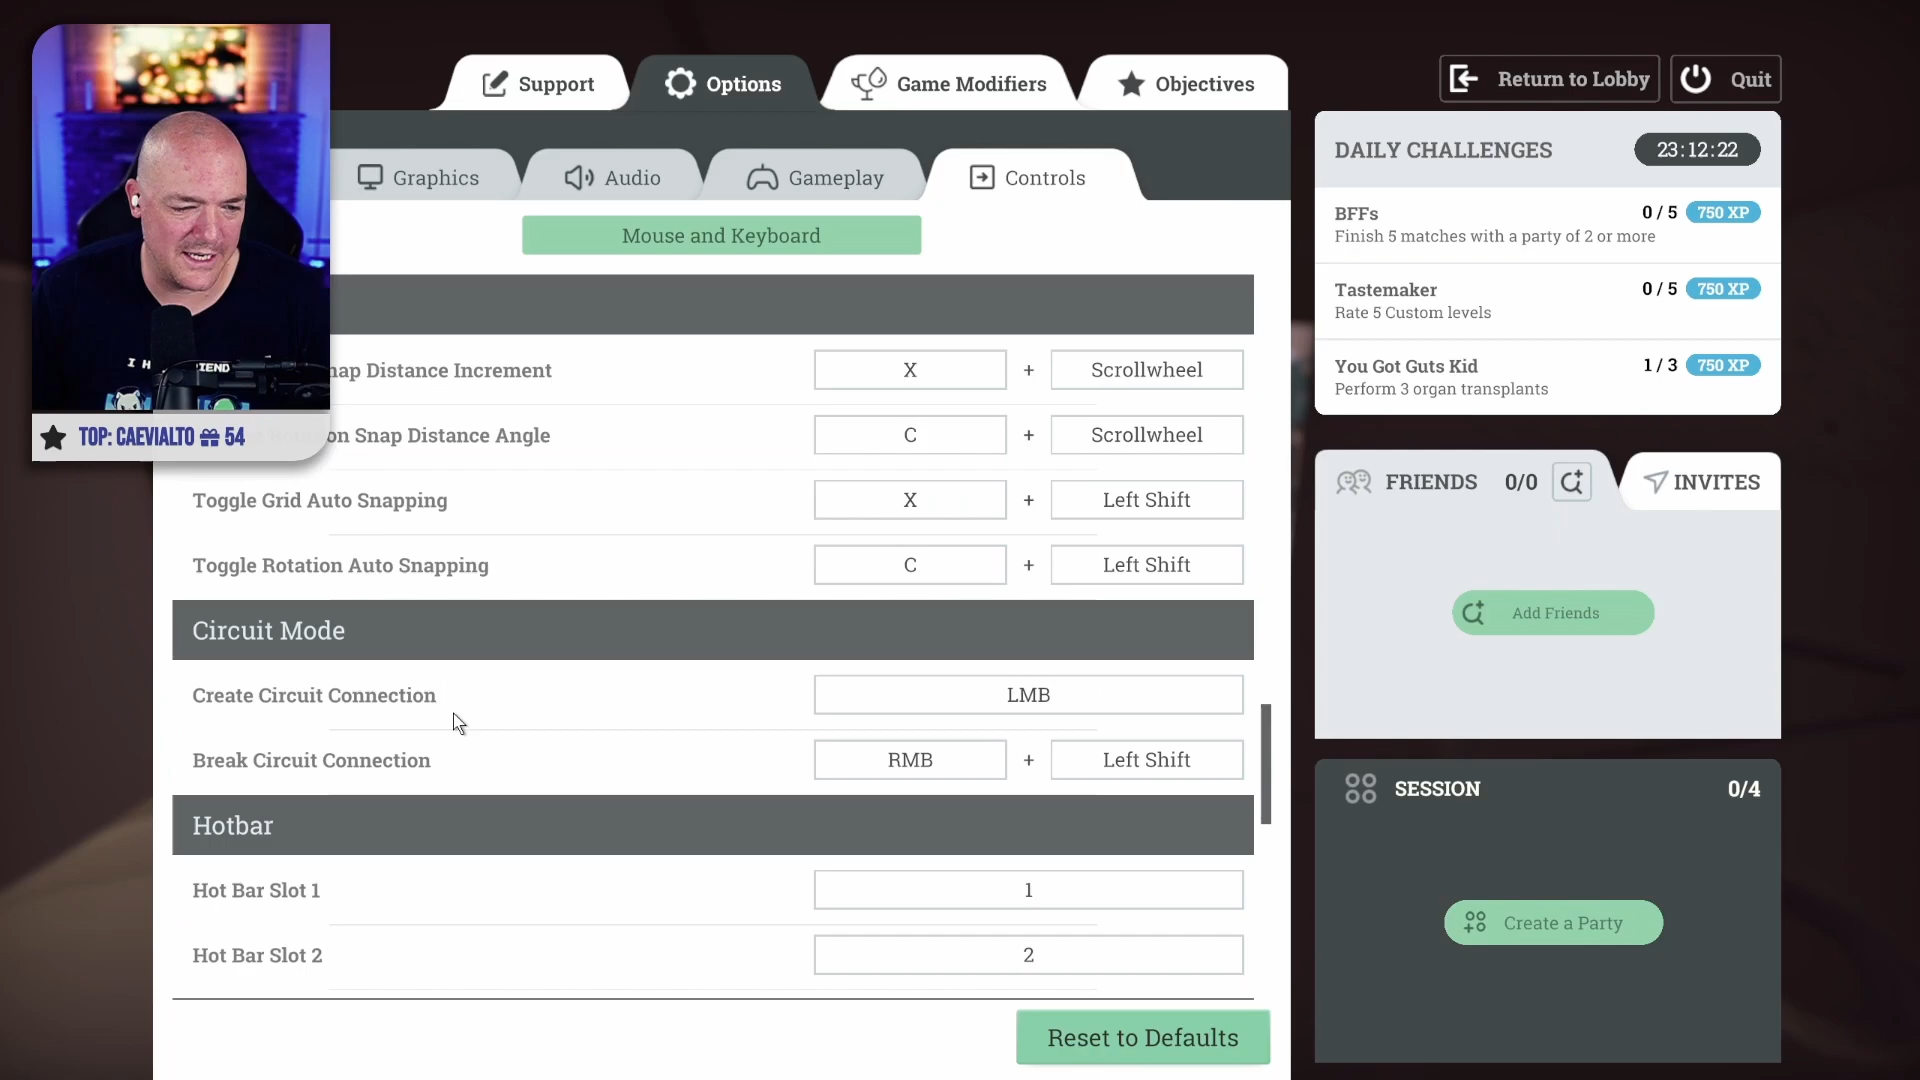 Support
Options
Game Modifiers
Objectives
Return to Lobby
Quit
Graphics
Audio
Gameplay
Controls
Mouse and Keyboard
Distance Increment
X + Scrollwheel
Snap Distance Angle
C + Scrollwheel
Toggle Grid Auto Snapping
X + Left Shift
Toggle Rotation Auto Snapping
C + Left Shift
Circuit Mode
Create Circuit Connection
LMB
Break Circuit Connection
RMB + Left Shift
Hotbar
Hot Bar Slot 1
1
Hot Bar Slot 2
2
Reset to Defaults
DAILY CHALLENGES
23:12:22
BFFs
0 / 5 750 XP
Finish 5 matches with a party of 2 or more
Tastemaker
0 / 5 750 XP
Rate 5 Custom levels
You Got Guts Kid
1 / 3 750 XP
Perform 3 organ transplants
FRIENDS 0/0
INVITES
Add Friends
SESSION
0/4
Create a Party
TOP: CAEVIALTO 54